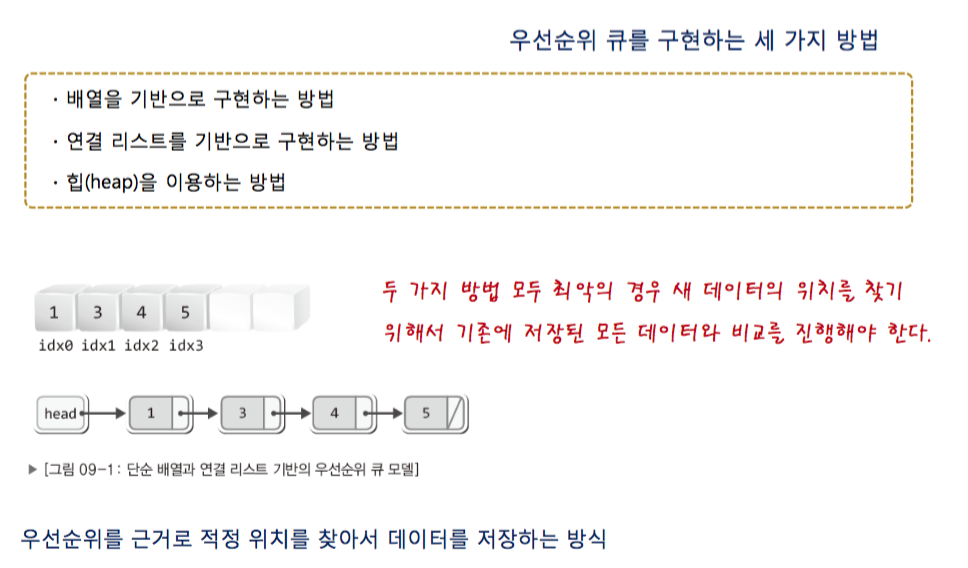 우선순위 큐를 구현하는 세 가지 방법
· 배열을 기반으로 구현하는 방법
· 연결 리스트를 기반으로 구현하는 방법
· 힙(heap)을 이용하는 방법
1 3 4 5
idx0 idx1 idx2 idx3
두 가지 방법 모두 최악의 경우 새 데이터의 위치를 찾기
위해서 기존에 저장된 모든 데이터와 비교를 진행해야 한다.
head 1 3 4 5
▶ [그림 09-1: 단순 배열과 연결 리스트 기반의 우선순위 큐 모델]
우선순위를 근거로 적정 위치를 찾아서 데이터를 저장하는 방식